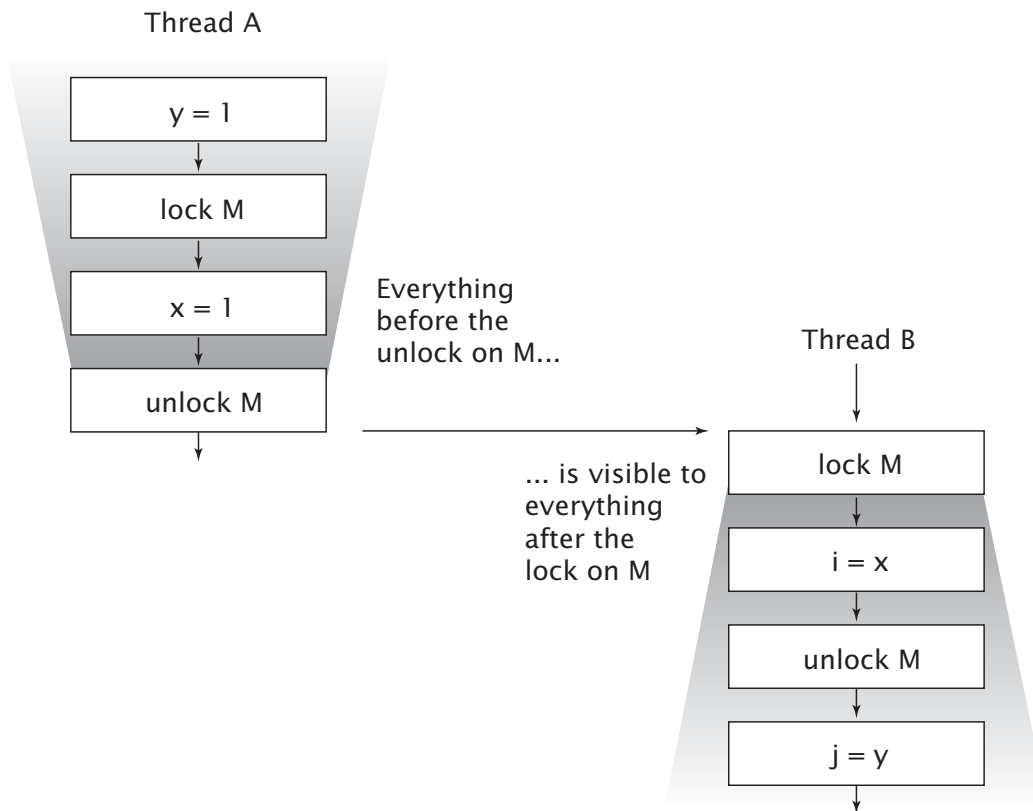 Thread A
y = 1
lock M
x = 1
unlock M
Everything
before the
unlock on M...
... is visible to
everything
after the
lock on M
Thread B
lock M
i = x
unlock M
j = y